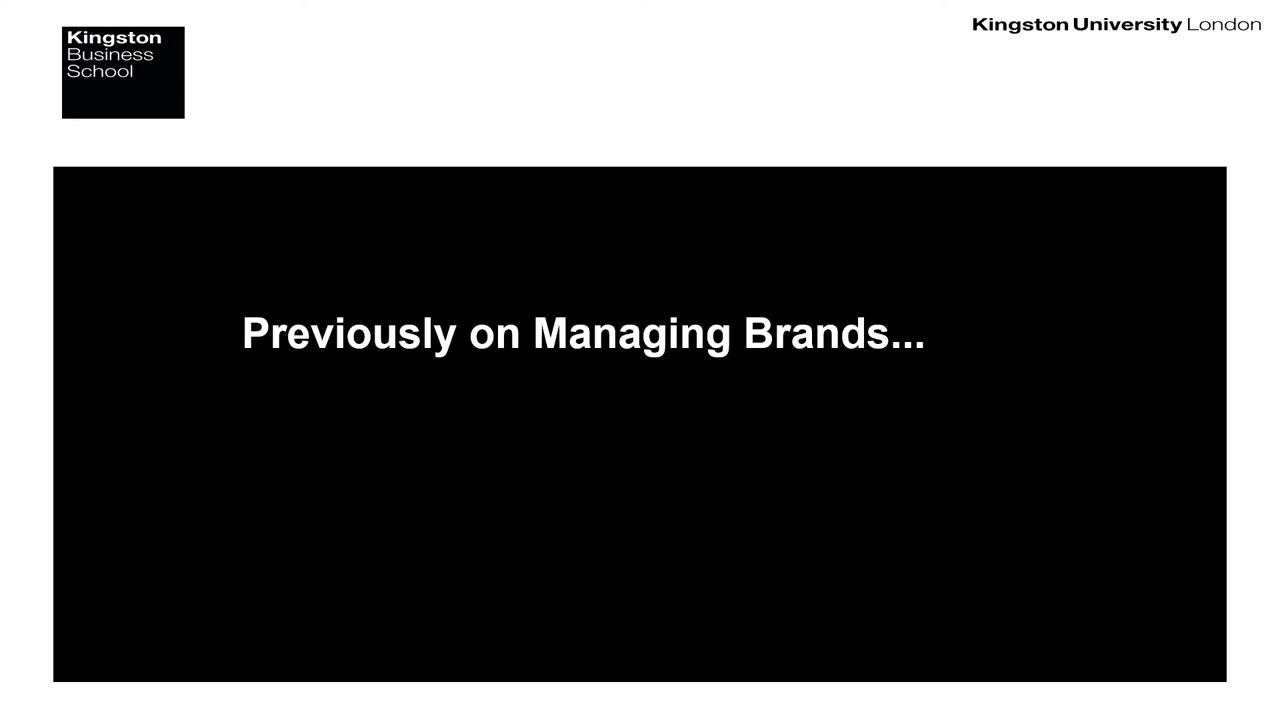 Kingston
Business
School
Kingston University London
Previously on Managing Brands...